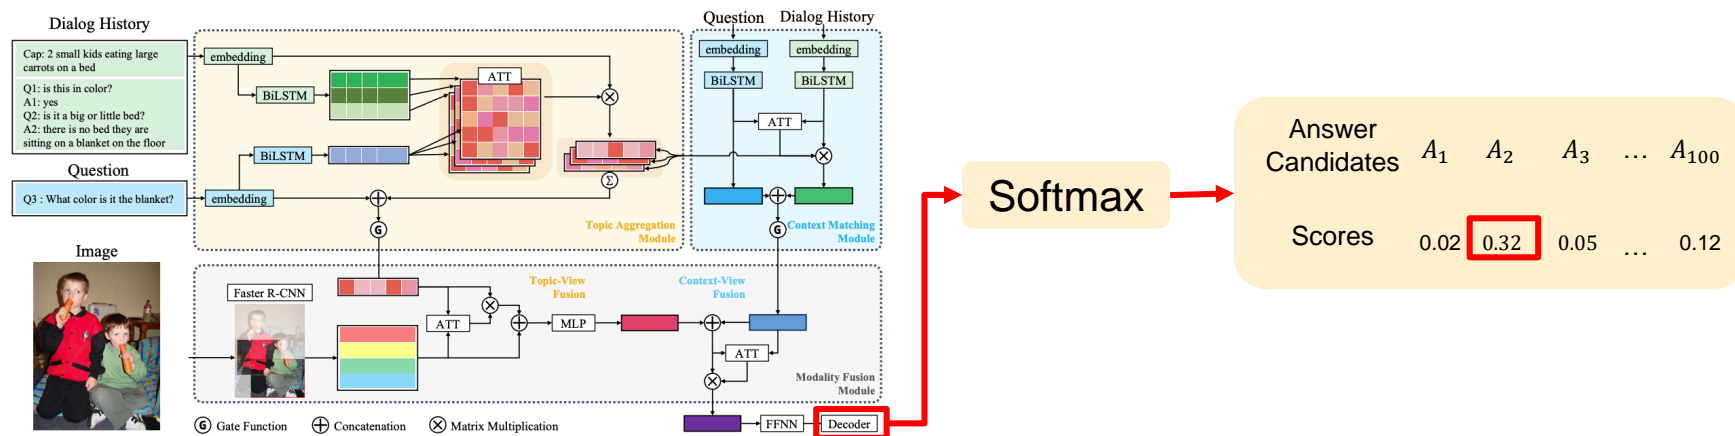 Dialog History
Cap: 2 small kids eating large
carrots on a bed
Q1: is this in color?
A1: yes
Q2: is it a big or little bed?
A2: there is no bed they are
sitting on a blanket on the floor
Question
Q3 : What color is it the blanket?
Image
embedding
BiLSTM
ATT
BiLSTM
embedding
Σ
G
Topic Aggregation
Module
Question
Dialog History
embedding
embedding
BiLSTM
BiLSTM
ATT
G
Context Matching
Module
Faster R-CNN
ATT
Topic-View
Fusion
MLP
Context-View
Fusion
ATT
Modality Fusion
Module
G Gate Function
Concatenation
Matrix Multiplication
FFNN
Decoder
Softmax
Answer
Candidates
A₁ A₂ A₃ … A₁₀₀
Scores
0.02 0.32 0.05 … 0.12